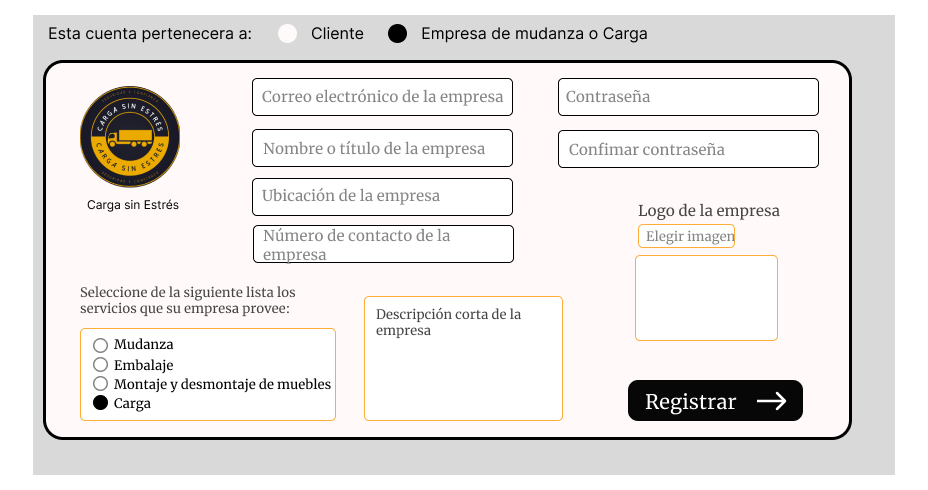 Esta cuenta pertenecera a: Cliente Empresa de mudanza o Carga
CARGA SIN ESTRÉS
CARGA SIN ESTRÉS
Carga sin Estrés
Correo electrónico de la empresa
Contraseña
Nombre o título de la empresa
Confimar contraseña
Ubicación de la empresa
Número de contacto de la
empresa
Logo de la empresa
Elegir imagen
Seleccione de la siguiente lista los
servicios que su empresa provee:
Mudanza
Embalaje
Montaje y desmontaje de muebles
Carga
Descripción corta de la
empresa
Registrar